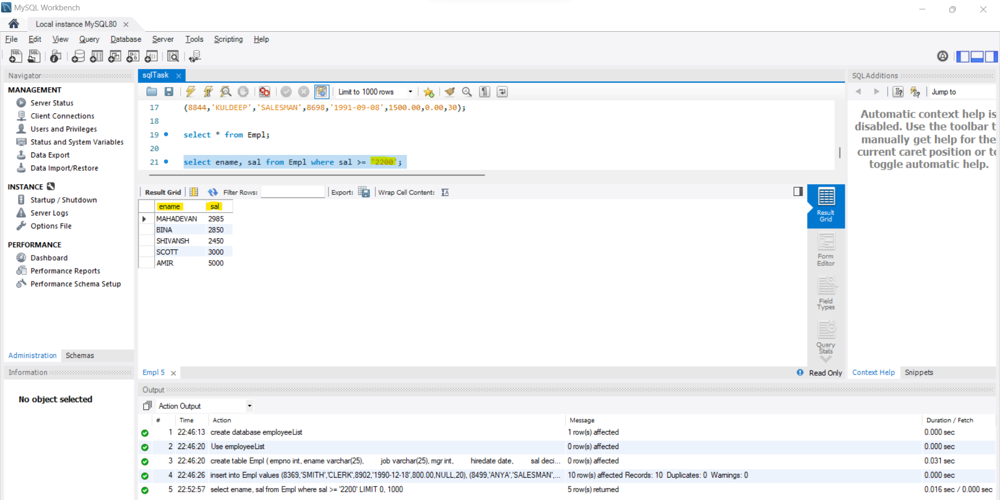 MySQL Workbench
Local instance MySQL80
File Edit View Query Database Server Tools Scripting Help
Navigator
MANAGEMENT
Server Status
Client Connections
Users and Privileges
Status and System Variables
Data Export
Data Import/Restore
INSTANCE
Startup / Shutdown
Server Logs
Options File
PERFORMANCE
Dashboard
Performance Reports
Performance Schema Setup
Administration Schemas
Information
No object selected
sqlTask
Limit to 1000 rows
17 (8844,'KULDEEP','SALESMAN',8698,'1991-09-08',1500.00,0.00,30);
18
19 select * from Empl;
20
21 select ename, sal from Empl where sal >= '2200';
Result Grid Filter Rows: Export: Wrap Cell Content:
ename sal
MAHADEVAN 2985
BINA 2850
SHIVANSH 2450
SCOTT 3000
AMIR 5000
Result
Grid
Form
Editor
Field
Types
Query
Stats
Empl 5
Read Only
SQLAdditions
Jump to
Automatic context help is
disabled. Use the toolbar t
manually get help for the
current caret position or to
toggle automatic help.
Context Help Snippets
Output
Action Output
# Time Action Message Duration / Fetch
1 22:46:13 create database employeeList 1 row(s) affected 0.000 sec
2 22:46:20 Use employeeList 0 row(s) affected 0.000 sec
3 22:46:20 create table Empl ( empno int, ename varchar(25), job varchar(25), mgr int, hiredate date, sal deci... 0 row(s) affected 0.031 sec
4 22:46:26 insert into Empl values (8369,'SMITH','CLERK',8902,'1990-12-18',800.00,NULL,20), (8499,'ANYA','SALESMAN',... 10 row(s) affected Records: 10 Duplicates: 0 Warnings: 0 0.000 sec
5 22:52:57 select ename, sal from Empl where sal >= '2200' LIMIT 0, 1000 5 row(s) returned 0.016 sec / 0.000 sec